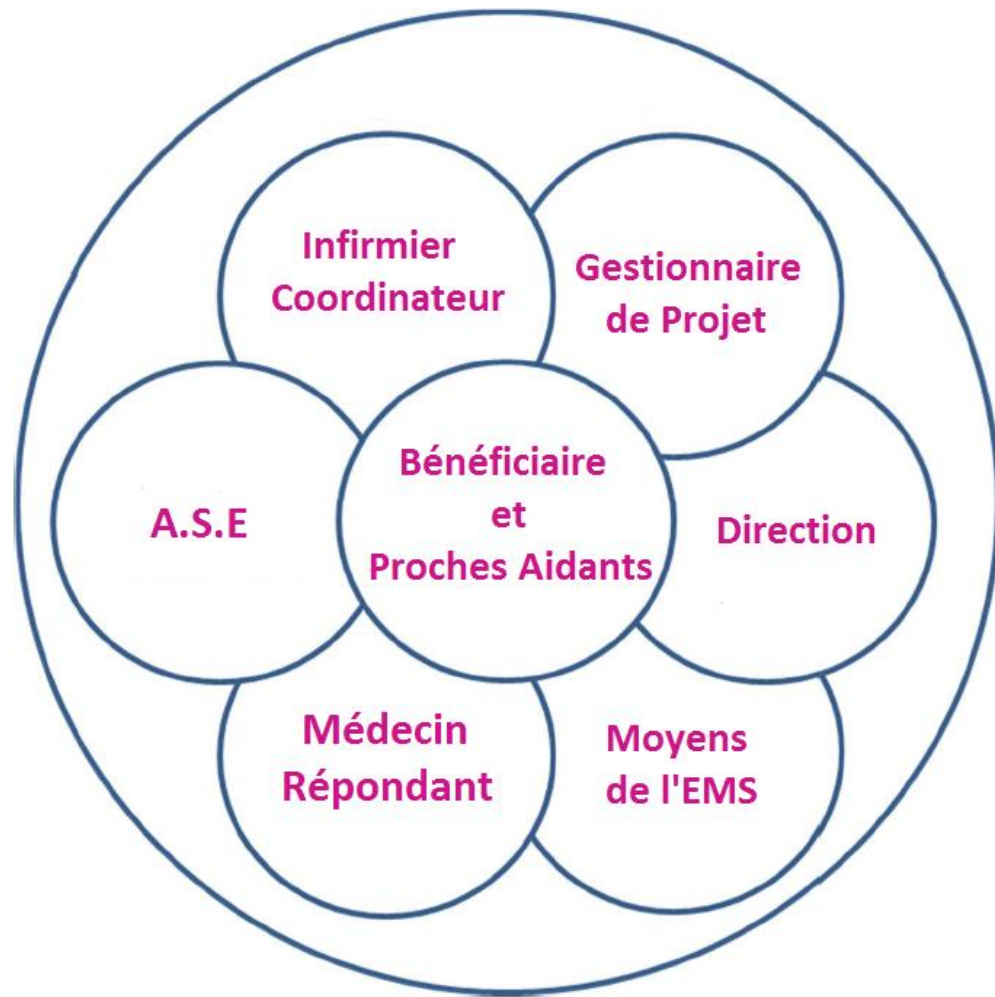 Infirmier
Coordinateur
Gestionnaire
de Projet
A.S.E
Bénéficiaire
et
Proches Aidants
Direction
Médecin
Répondant
Moyens
de l'EMS